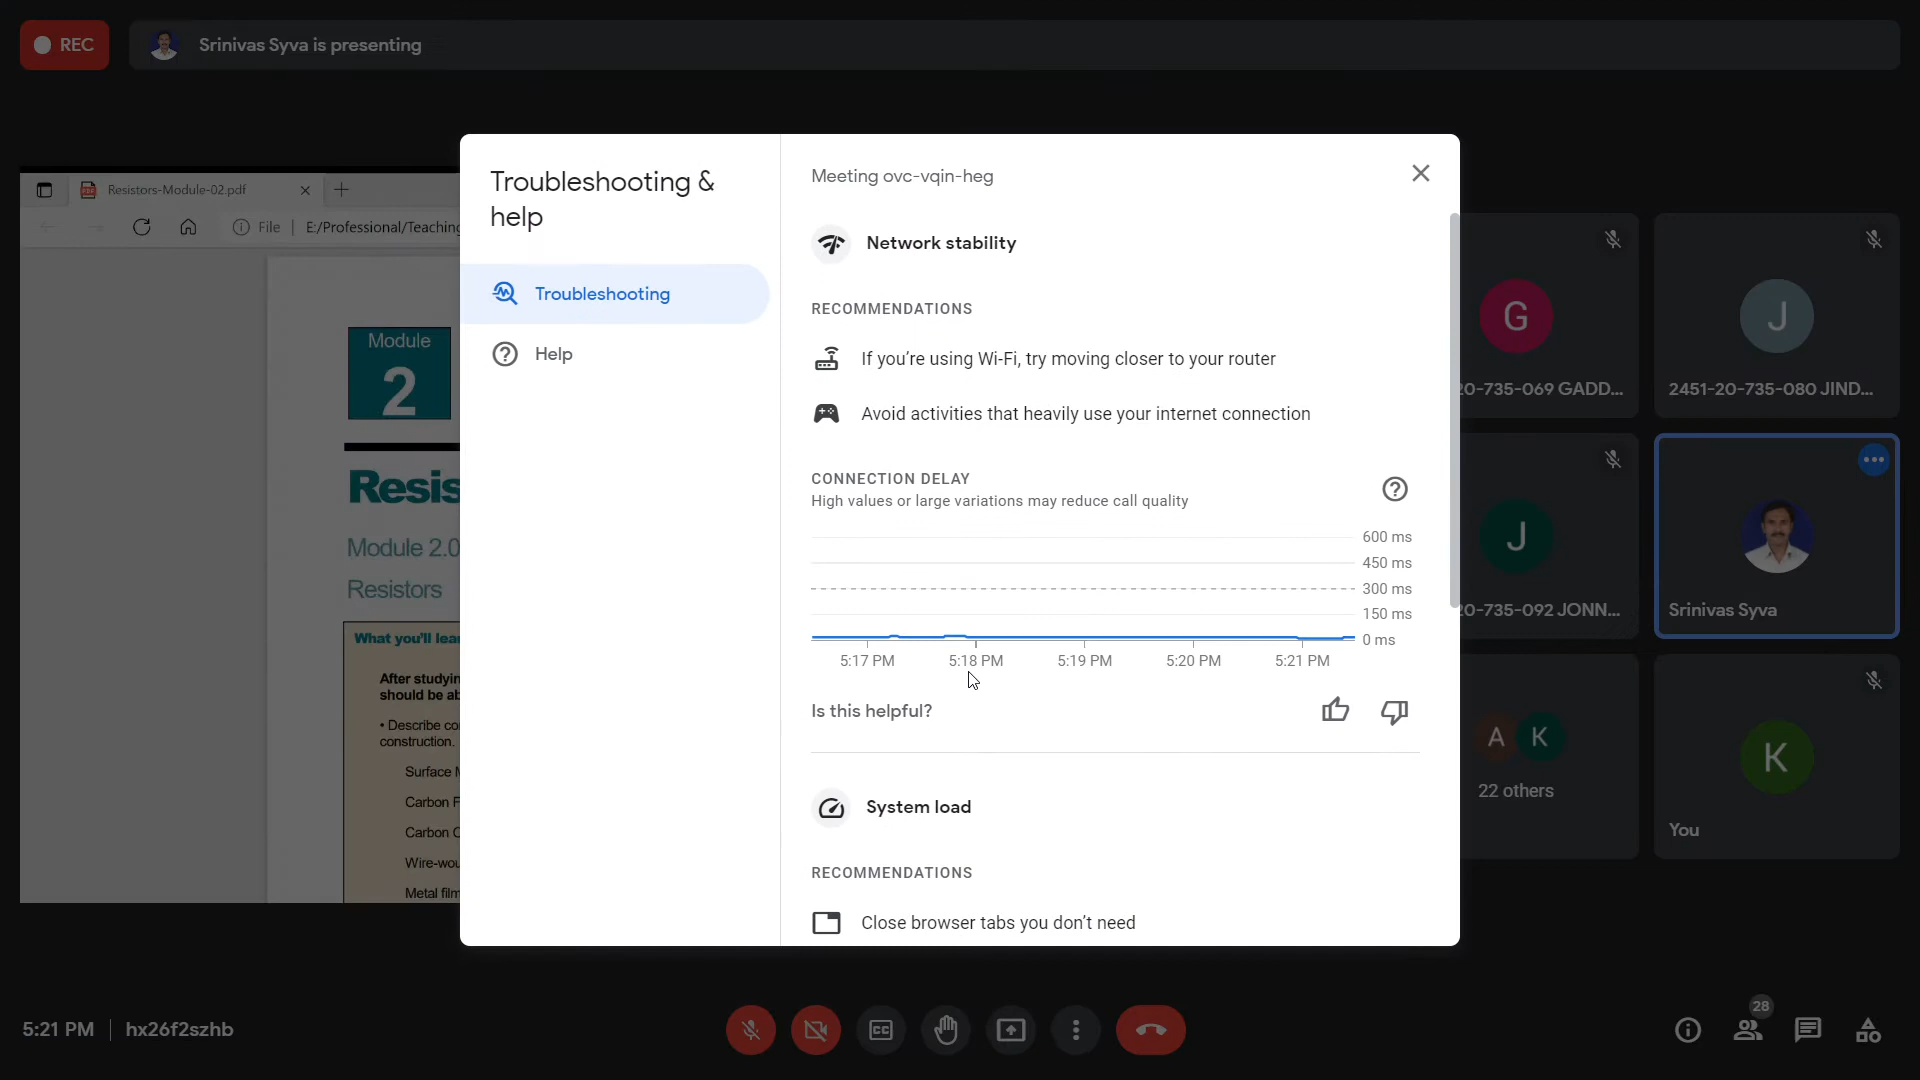 REC
Srinivas Syva is presenting
Resistors-Module-02.pdf
File
E:/Professional/Teaching
Module
2
Resis
Module 2.0
Resistors
What you'll lea
After studyin
should be ab
• Describe co
construction.
Surface M
Carbon F
Carbon C
Wire-wou
Metal film
Troubleshooting &
help
Troubleshooting
Help
Meeting ovc-vqin-heg
Network stability
RECOMMENDATIONS
If you're using Wi-Fi, try moving closer to your router
Avoid activities that heavily use your internet connection
CONNECTION DELAY
High values or large variations may reduce call quality
600 ms
450 ms
300 ms
150 ms
0 ms
5:17 PM
5:18 PM
5:19 PM
5:20 PM
5:21 PM
Is this helpful?
System load
RECOMMENDATIONS
Close browser tabs you don't need
G
20-735-069 GADD...
J
2451-20-735-080 JIND...
J
20-735-092 JONN...
Srinivas Syva
A
K
22 others
K
You
5:21 PM
hx26f2szhb
CC
28